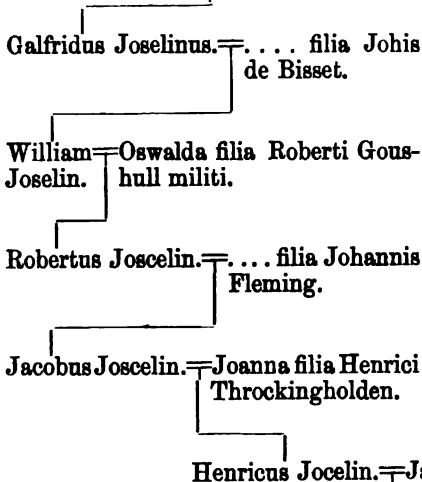 Galfridus Joselinus.=.... filia Johis
de Bisset.
William=Oswalda filia Roberti Gous-
Joselin. hull militi.
Robertus Joscelin.=.... filia Johannis
Fleming.
Jacobus Joscelin.=Joanna filia Henrici
Throckingholden.
Henricus Jocelin.=Ja